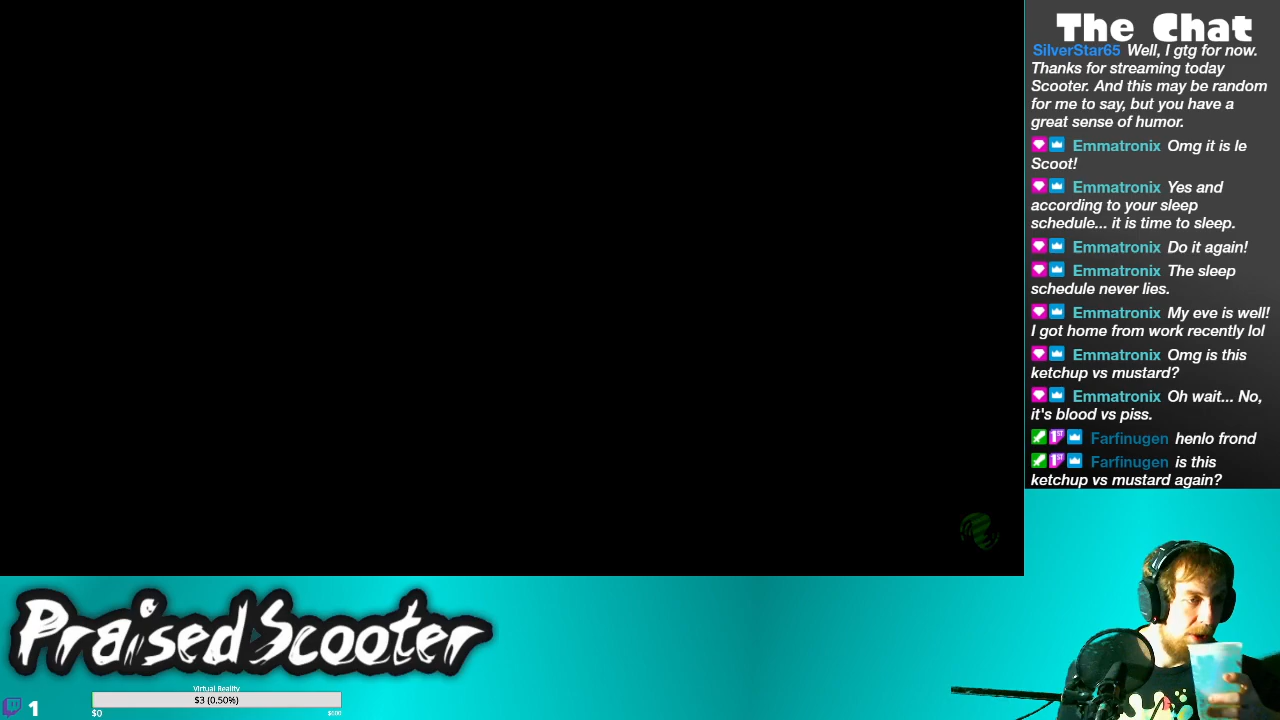 The Chat
SilverStar65 Well, I gtg for now.
Thanks for streaming today
Scooter. And this may be random
for me to say, but you have a
great sense of humor.
Emmatronix Omg it is le
Scoot!
Emmatronix Yes and
according to your sleep
schedule... it is time to sleep.
Emmatronix Do it again!
Emmatronix The sleep
schedule never lies.
Emmatronix My eve is well!
I got home from work recently lol
Emmatronix Omg is this
ketchup vs mustard?
Emmatronix Oh wait... No,
it's blood vs piss.
1ST Farfinugen henlo frond
1ST Farfinugen is this
ketchup vs mustard again?
PraisedScooter
Virtual Reality
1 $3 (0.50%)
$0